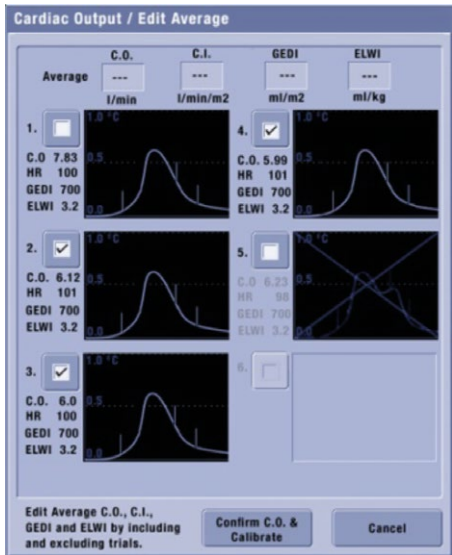 Cardiac Output / Edit Average
C.O. C.I. GEDI ELWI
Average --- --- --- ---
l/min l/min/m2 ml/m2 ml/kg
1.
1.0 °C
0.5
0.0
C.O 7.83
HR 100
GEDI 700
ELWI 3.2
4.
1.0 °C
0.5
0.0
C.O. 5.99
HR 101
GEDI 700
ELWI 3.2
2.
1.0 °C
0.5
0.0
C.O. 6.12
HR 101
GEDI 700
ELWI 3.2
5.
1.0 °C
0.5
0.0
C.O 6.23
HR 98
GEDI 700
ELWI 3.2
3.
1.0 °C
0.5
0.0
C.O. 6.0
HR 100
GEDI 700
ELWI 3.2
6.
Edit Average C.O., C.I.,
GEDI and ELWI by including
and excluding trials.
Confirm C.O. &
Calibrate
Cancel